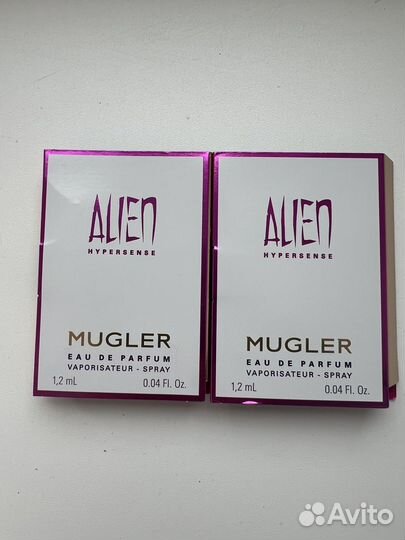 ALIEN
HYPERSENSE
MUGLER
EAU DE PARFUM
VAPORISATEUR - SPRAY
1,2 mL 0.04 Fl. Oz.
ALIEN
HYPERSENSE
MUGLER
EAU DE PARFUM
VAPORISATEUR - SPRAY
1,2 mL 0.04 Fl. Oz.
Avito